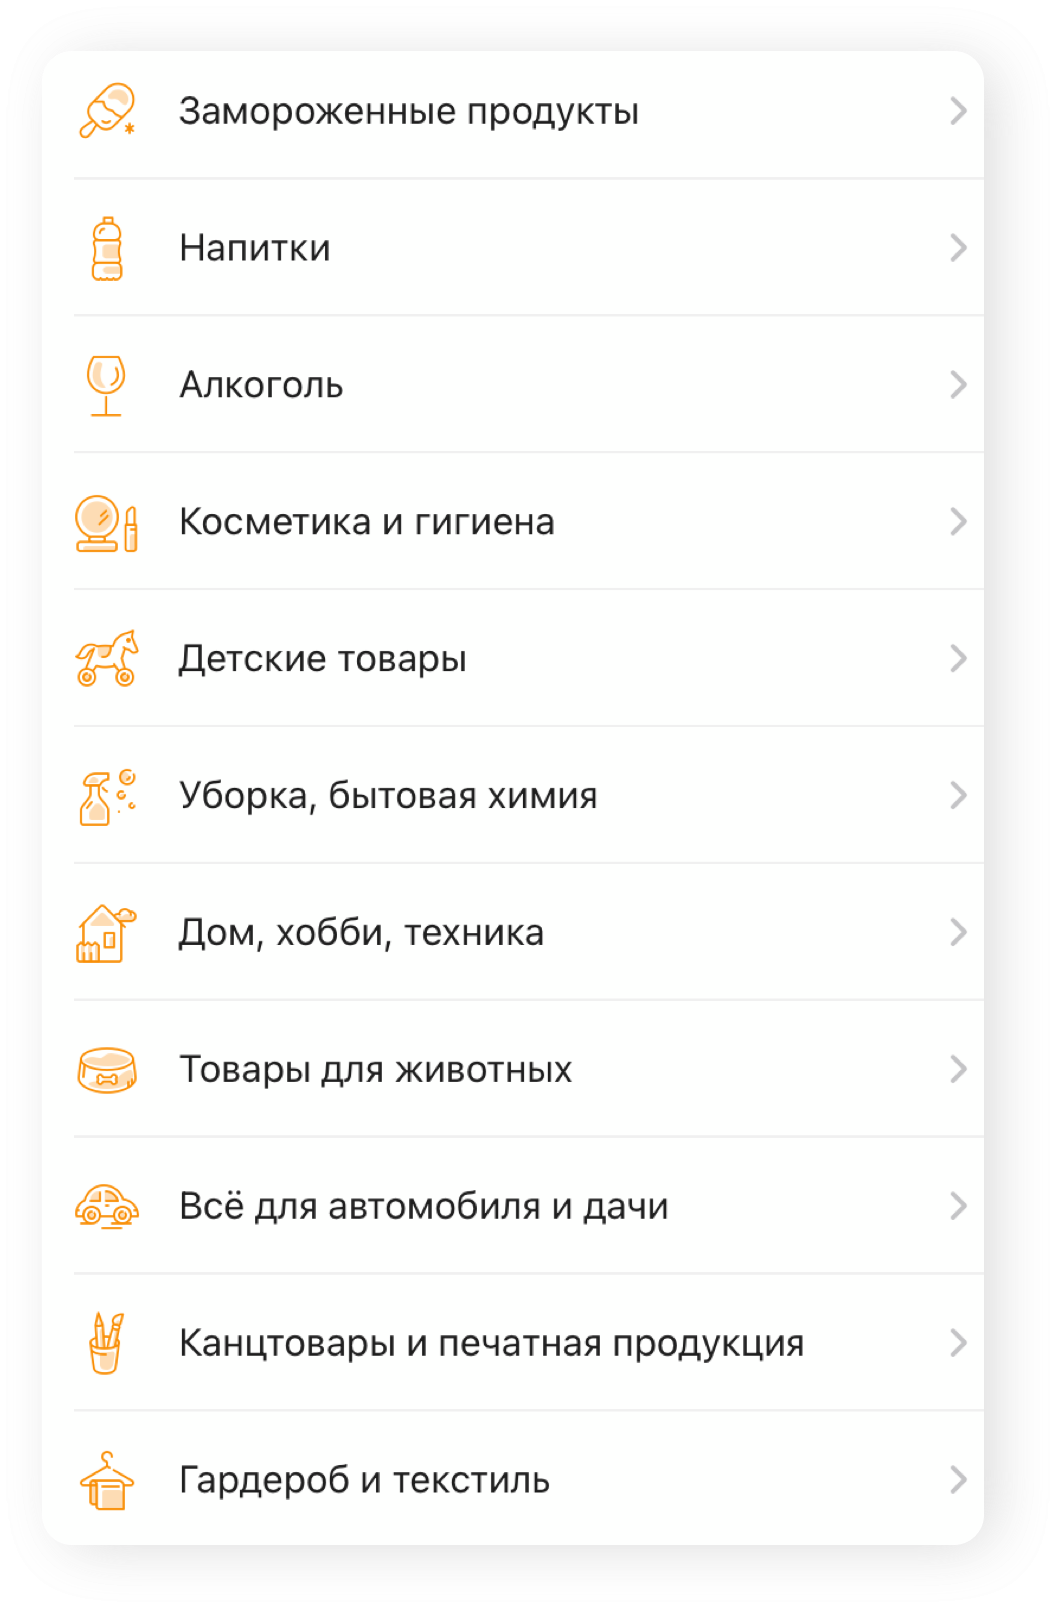 Замороженные продукты
Напитки
Алкоголь
Косметика и гигиена
Детские товары
Уборка, бытовая химия
Дом, хобби, техника
Товары для животных
Всё для автомобиля и дачи
Канцтовары и печатная продукция
Гардероб и текстиль